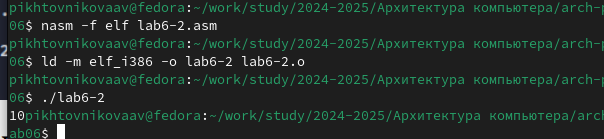 pikhtovnikovaav@fedora:~/work/study/2024-2025/Архитектура компьютера/arch-p
06$ nasm -f elf lab6-2.asm
pikhtovnikovaav@fedora:~/work/study/2024-2025/Архитектура компьютера/arch-p
06$ ld -m elf_i386 -o lab6-2 lab6-2.o
pikhtovnikovaav@fedora:~/work/study/2024-2025/Архитектура компьютера/arch-p
06$ ./lab6-2
10pikhtovnikovaav@fedora:~/work/study/2024-2025/Архитектура компьютера/arc
ab06$